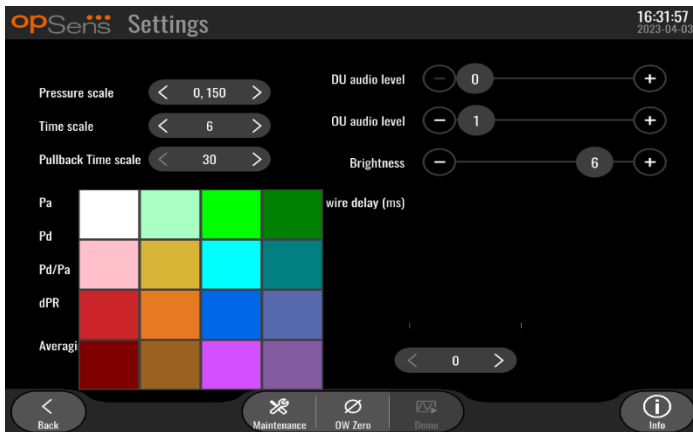 opSens Settings
16:31:57
2023-04-03
Pressure scale < 0, 150 >
Time scale < 6 >
Pullback Time scale < 30 >
DU audio level − 0 +
OU audio level − 1 +
Brightness − 6 +
Pa
Pd
Pd/Pa
dPR
Averagi
wire delay (ms)
< 0 >
Back
Maintenance
OW Zero
Demo
Info